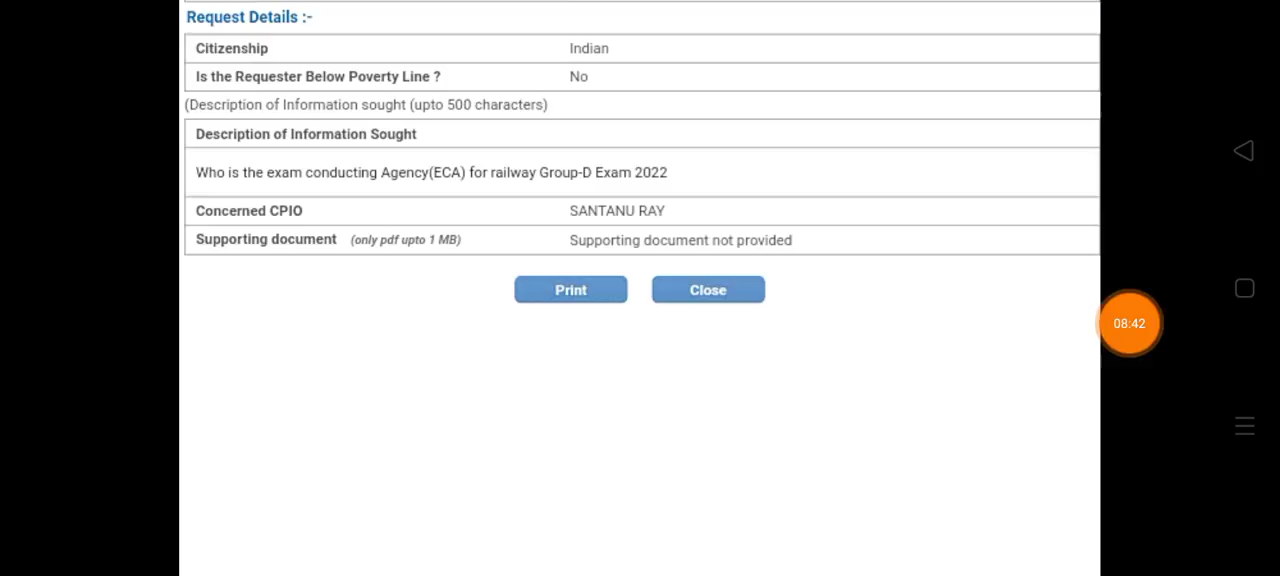 Request Details :-
Citizenship Indian
Is the Requester Below Poverty Line ? No
(Description of Information sought (upto 500 characters)
Description of Information Sought
Who is the exam conducting Agency(ECA) for railway Group-D Exam 2022
Concerned CPIO SANTANU RAY
Supporting document (only pdf upto 1 MB) Supporting document not provided
Print Close
08:42